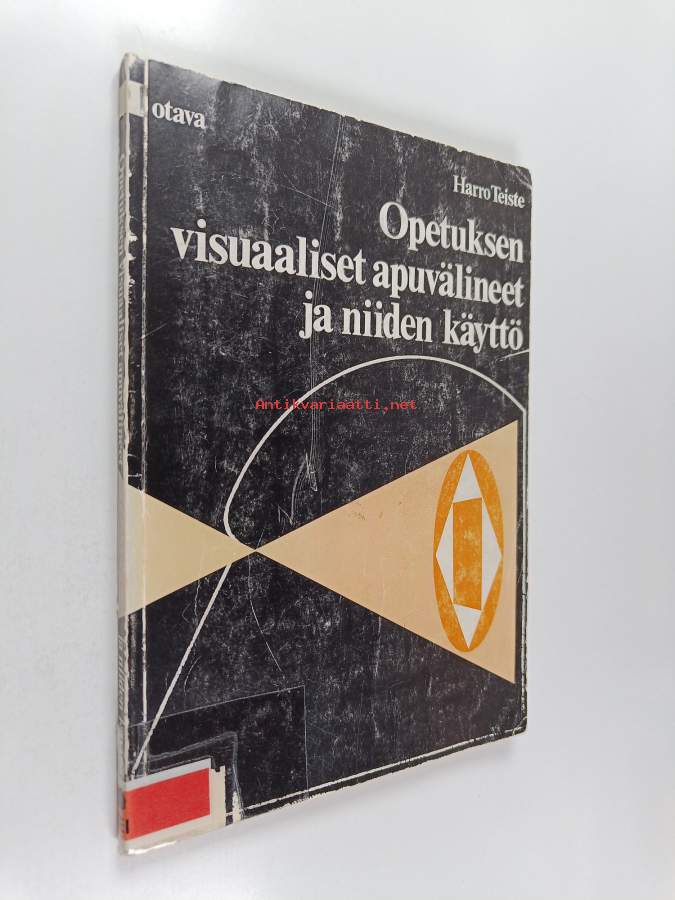 otava
Harro Teiste
Opetuksen
visuaaliset apuvälineet
ja niiden käyttö
Antikvariaatti.net